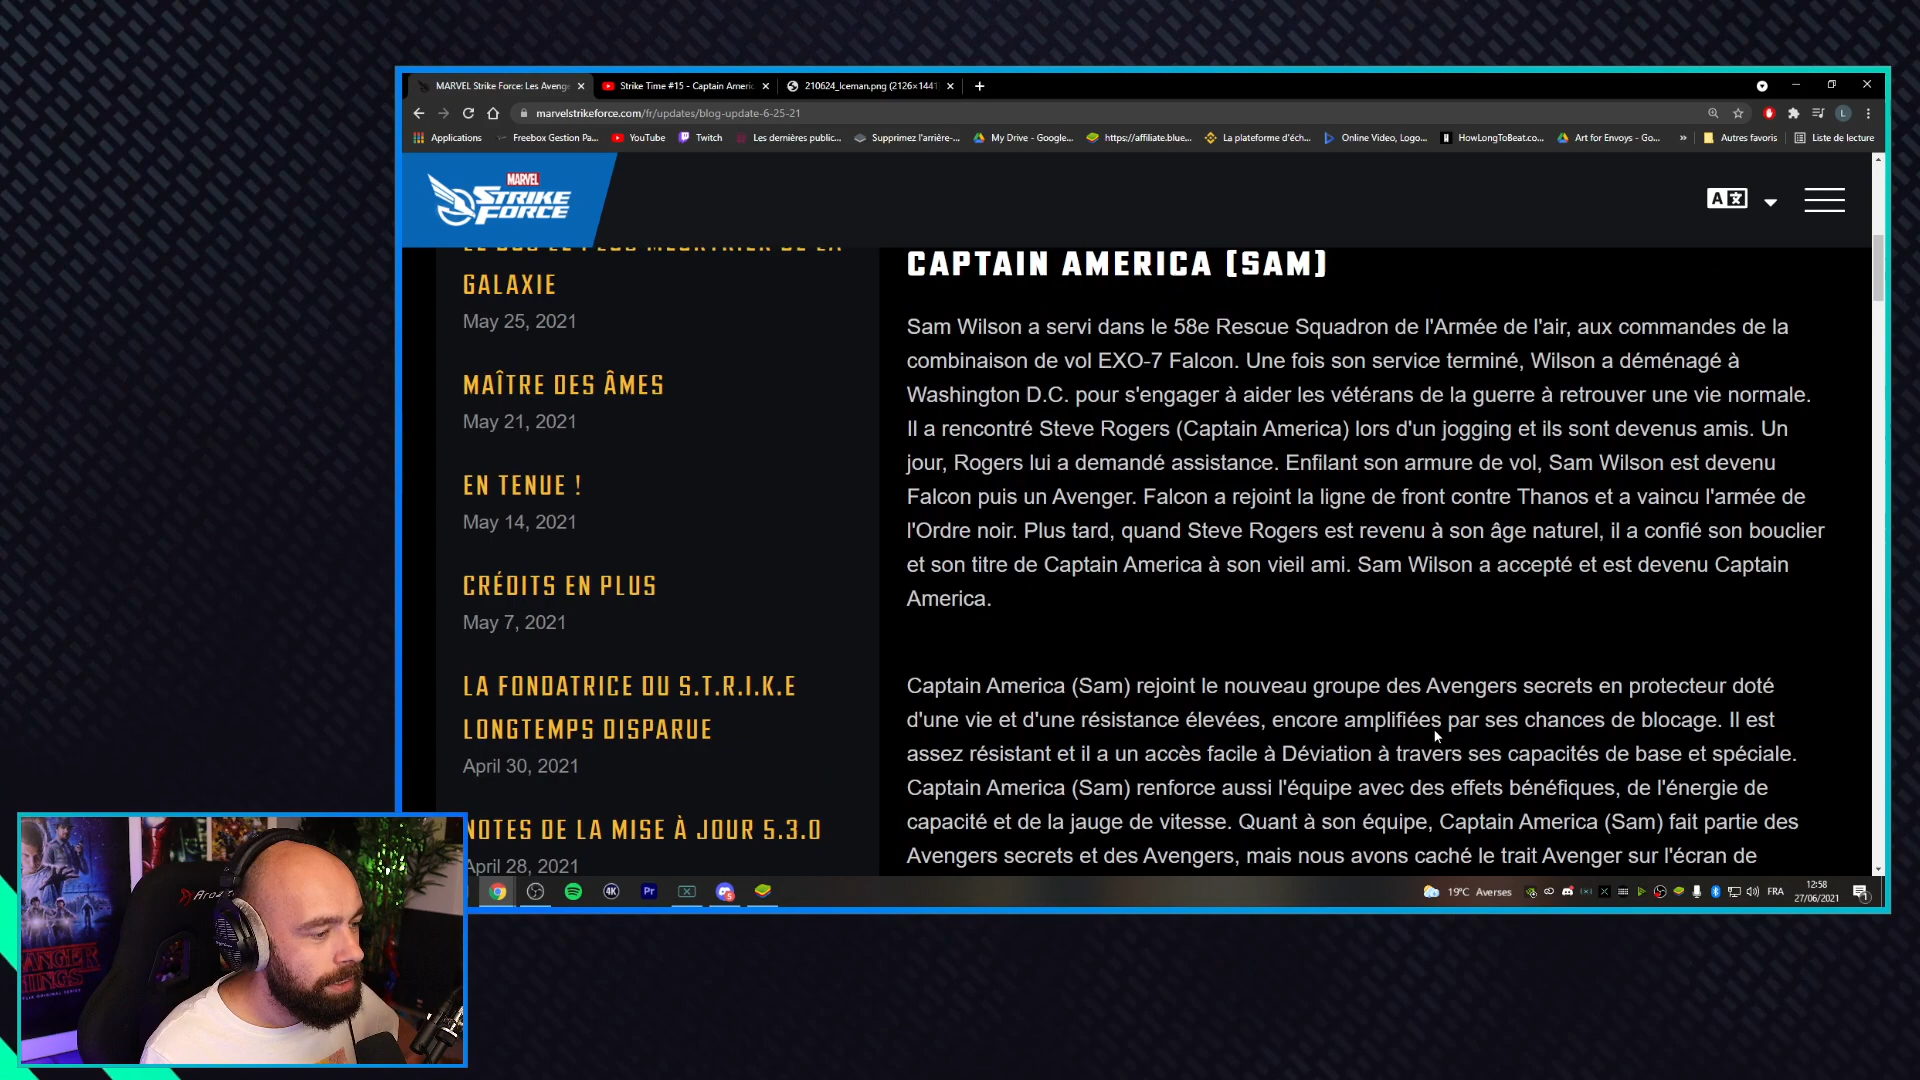 MARVEL Strike Force: Les Aveng
Strike Time #15 - Captain Americ
210624_Iceman.png (2126×1441
marvelstrikeforce.com/fr/updates/blog-update-6-25-21
Applications
Freebox Gestion Pa...
YouTube
Twitch
Les dernières public...
Supprimez l'arrière-...
My Drive - Google...
https://affiliate.blue...
La plateforme d'éch...
Online Video, Logo...
HowLongToBeat.co...
Art for Envoys - Go...
»
Autres favoris
Liste de lecture
MARVEL
STRIKE
FORCE
GALAXIE
May 25, 2021
MAÎTRE DES ÂMES
May 21, 2021
EN TENUE !
May 14, 2021
CRÉDITS EN PLUS
May 7, 2021
LA FONDATRICE DU S.T.R.I.K.E
LONGTEMPS DISPARUE
April 30, 2021
NOTES DE LA MISE À JOUR 5.3.0
April 28, 2021
CAPTAIN AMERICA (SAM)
Sam Wilson a servi dans le 58e Rescue Squadron de l'Armée de l'air, aux commandes de la
combinaison de vol EXO-7 Falcon. Une fois son service terminé, Wilson a déménagé à
Washington D.C. pour s'engager à aider les vétérans de la guerre à retrouver une vie normale.
Il a rencontré Steve Rogers (Captain America) lors d'un jogging et ils sont devenus amis. Un
jour, Rogers lui a demandé assistance. Enfilant son armure de vol, Sam Wilson est devenu
Falcon puis un Avenger. Falcon a rejoint la ligne de front contre Thanos et a vaincu l'armée de
l'Ordre noir. Plus tard, quand Steve Rogers est revenu à son âge naturel, il a confié son bouclier
et son titre de Captain America à son vieil ami. Sam Wilson a accepté et est devenu Captain
America.
Captain America (Sam) rejoint le nouveau groupe des Avengers secrets en protecteur doté
d'une vie et d'une résistance élevées, encore amplifiées par ses chances de blocage. Il est
assez résistant et il a un accès facile à Déviation à travers ses capacités de base et spéciale.
Captain America (Sam) renforce aussi l'équipe avec des effets bénéfiques, de l'énergie de
capacité et de la jauge de vitesse. Quant à son équipe, Captain America (Sam) fait partie des
Avengers secrets et des Avengers, mais nous avons caché le trait Avenger sur l'écran de
4K
Pr
19°C Averses
FRA
12:58
27/06/2021